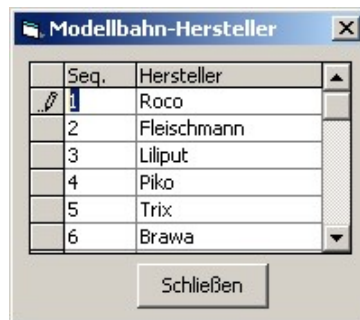 Modellbahn-Hersteller
Seq. Hersteller
1 Roco
2 Fleischmann
3 Liliput
4 Piko
5 Trix
6 Brawa
Schließen